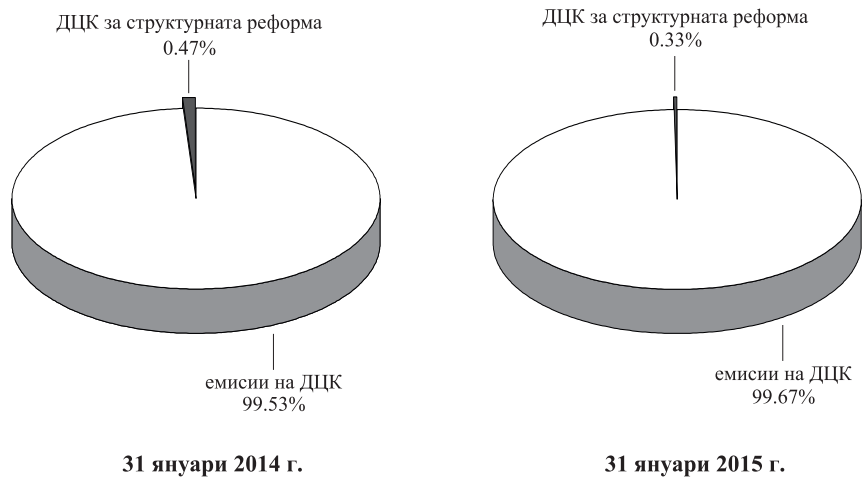 ДЦК за структурната реформа
0.47%
емисии на ДЦК
99.53%
31 януари 2014 г.
ДЦК за структурната реформа
0.33%
емисии на ДЦК
99.67%
31 януари 2015 г.